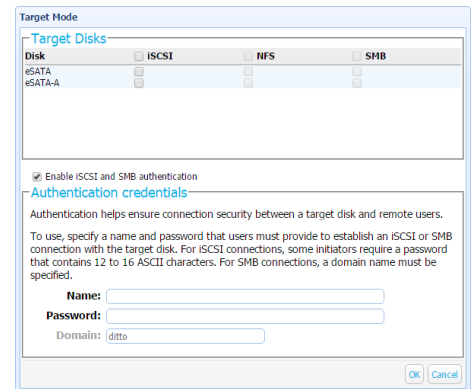 Target Mode
Target Disks
Disk iSCSI NFS SMB
eSATA
eSATA-A
Enable iSCSI and SMB authentication
Authentication credentials
Authentication helps ensure connection security between a target disk and remote users.
To use, specify a name and password that users must provide to establish an iSCSI or SMB
connection with the target disk. For iSCSI connections, some initiators require a password
that contains 12 to 16 ASCII characters. For SMB connections, a domain name must be
specified.
Name:
Password:
Domain: ditto
OK Cancel